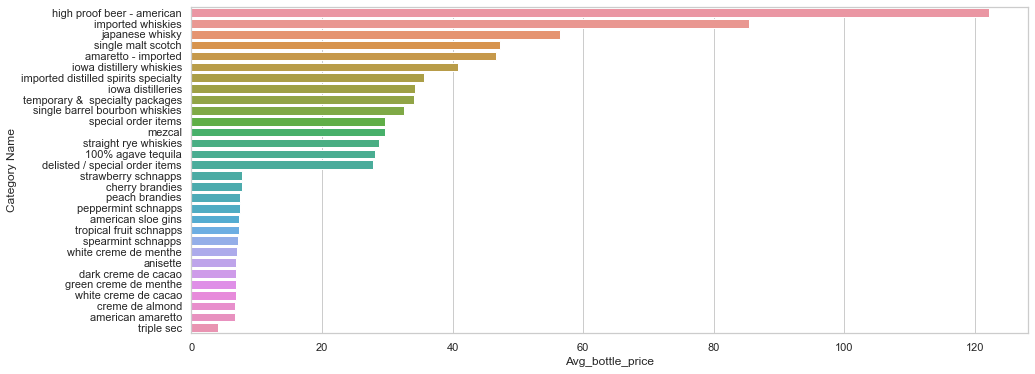 high proof beer - american
imported whiskies
japanese whisky
single malt scotch
amaretto - imported
iowa distillery whiskies
imported distilled spirits specialty
iowa distilleries
temporary &  specialty packages
single barrel bourbon whiskies
special order items
mezcal
straight rye whiskies
100% agave tequila
delisted / special order items
strawberry schnapps
cherry brandies
peach brandies
peppermint schnapps
american sloe gins
tropical fruit schnapps
spearmint schnapps
white creme de menthe
anisette
dark creme de cacao
green creme de menthe
white creme de cacao
creme de almond
american amaretto
triple sec
Category Name
0 20 40 60 80 100 120
Avg_bottle_price